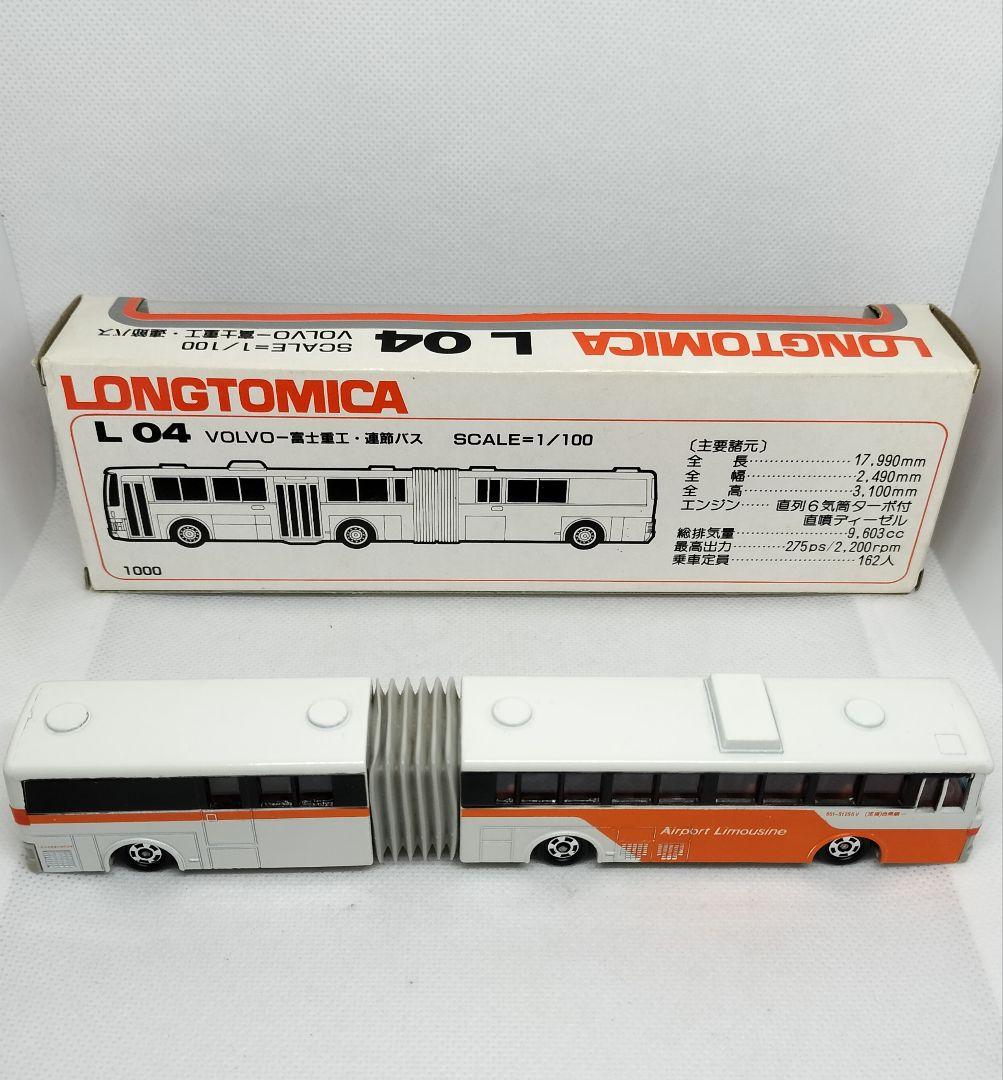 LONGTOMICA
L 04
VOLVO－富士重工・連節バス
SCALE=1/100
LONGTOMICA
L 04 VOLVO－富士重工・連節バス SCALE=1/100
〔主要諸元〕
全長 17,990mm
全幅 2,490mm
全高 3,100mm
エンジン 直列6気筒ターボ付
直噴ディーゼル
総排気量 9,603cc
最高出力 275ps/2,200rpm
乗車定員 162人
1000
Airport Limousine